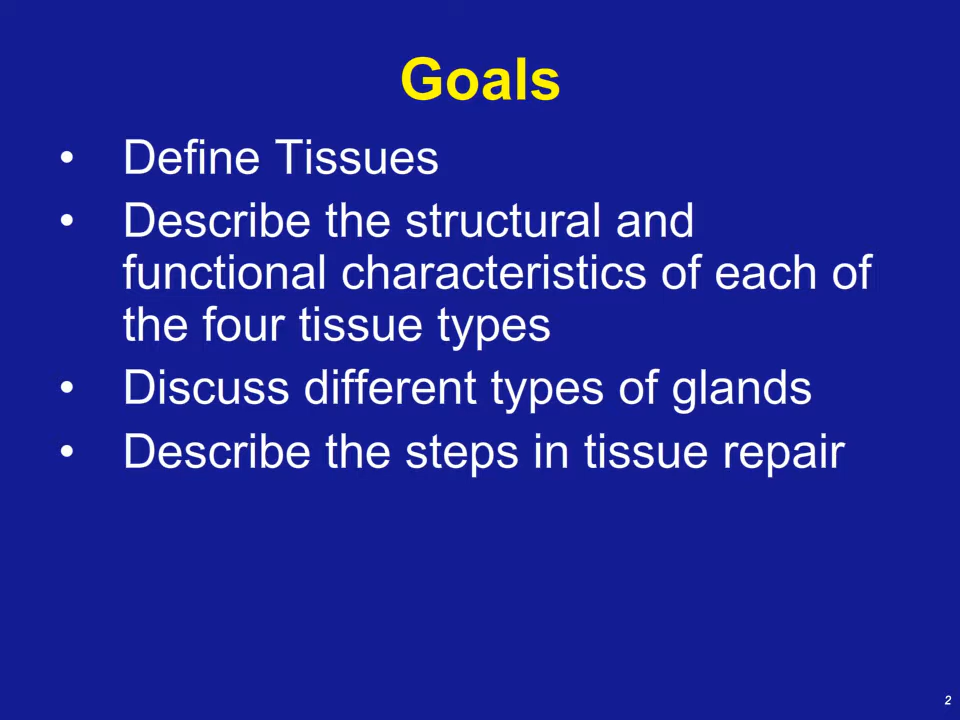 Goals
• Define Tissues
• Describe the structural and
functional characteristics of each of
the four tissue types
• Discuss different types of glands
• Describe the steps in tissue repair
2